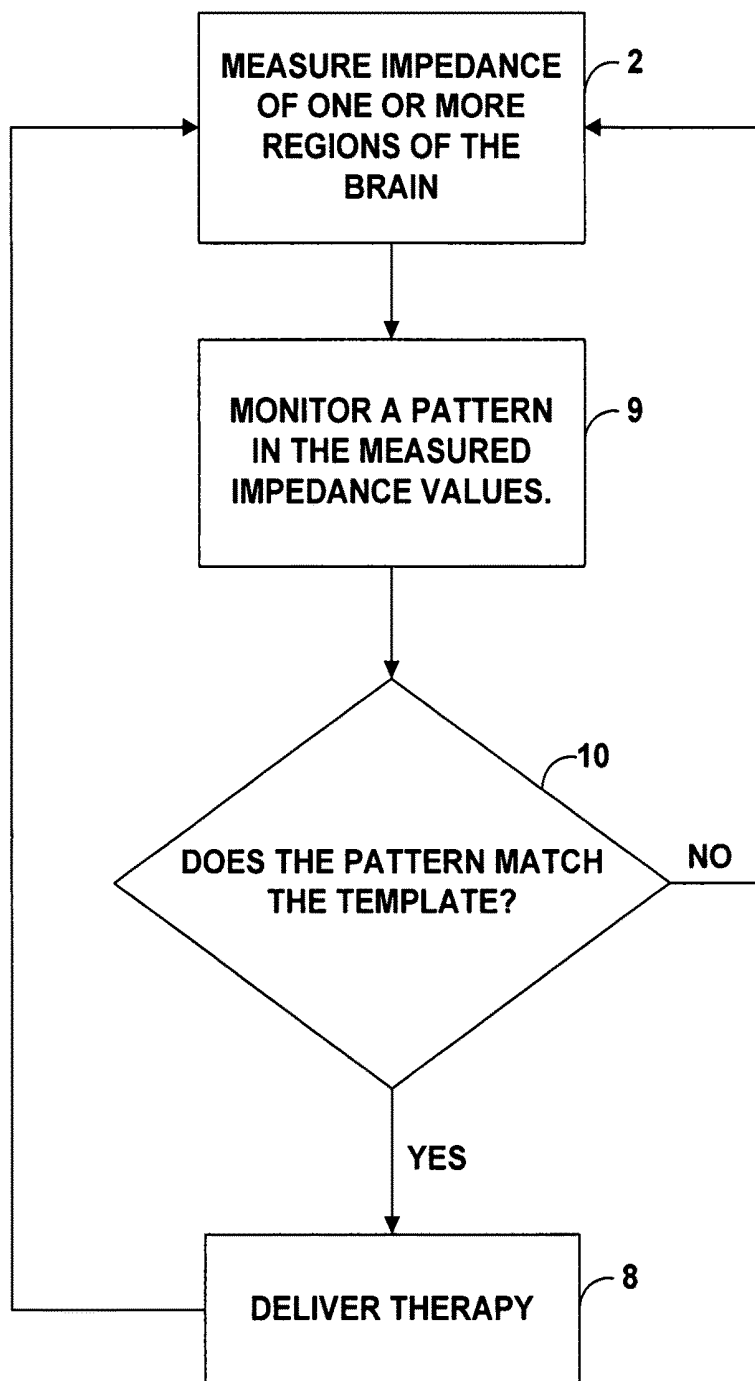 MEASURE IMPEDANCE
OF ONE OR MORE
REGIONS OF THE
BRAIN
2
MONITOR A PATTERN
IN THE MEASURED
IMPEDANCE VALUES.
9
10
DOES THE PATTERN MATCH
THE TEMPLATE?
NO
YES
DELIVER THERAPY
8